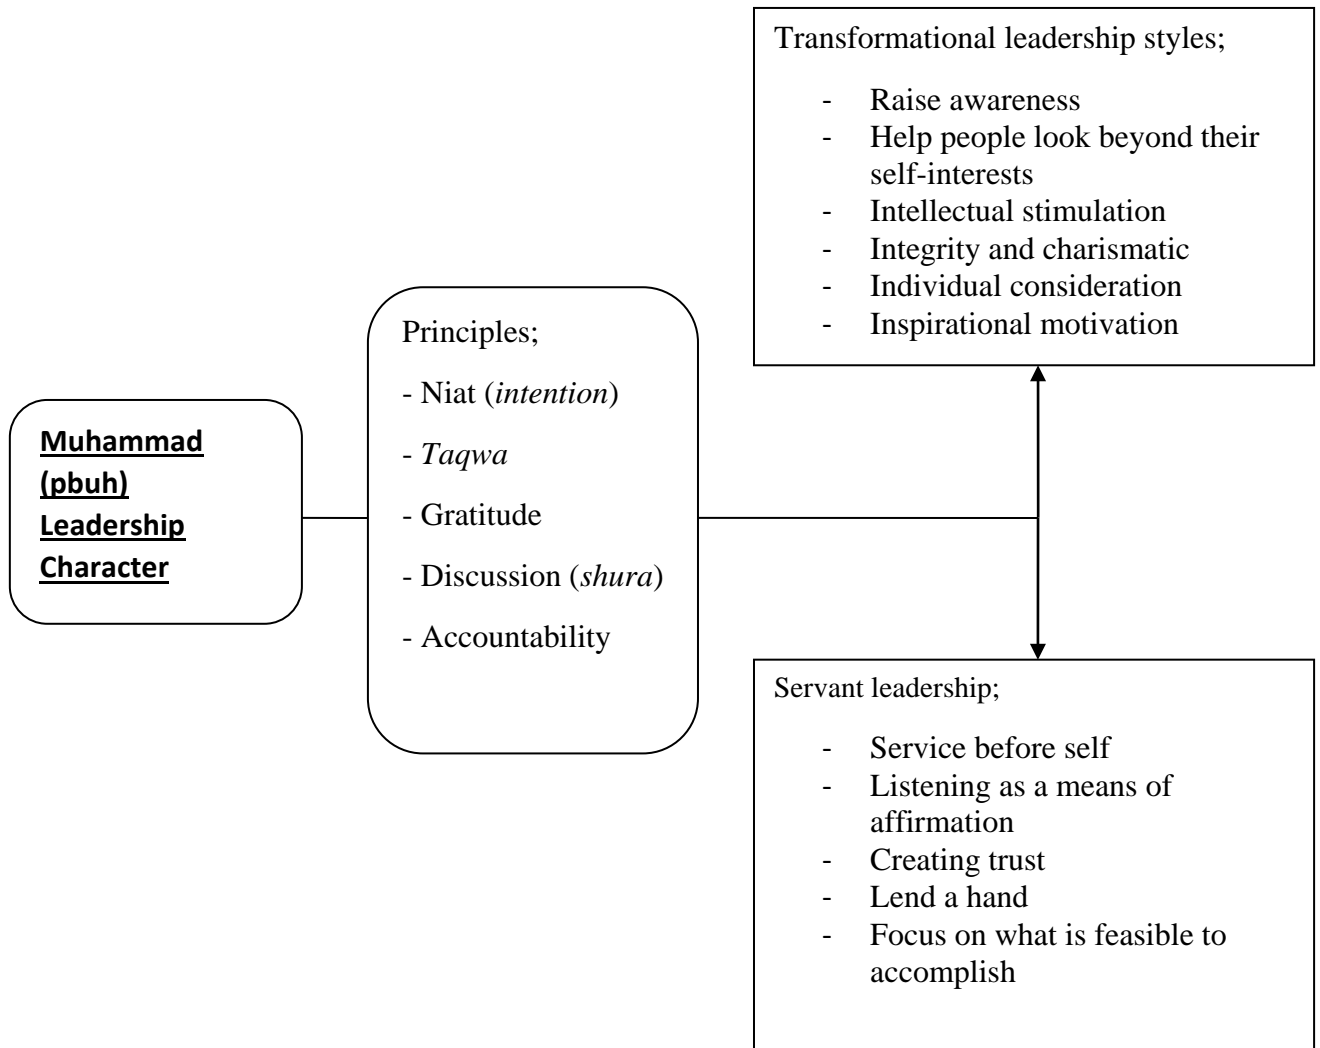 Muhammad
(pbuh)
Leadership
Character
Principles;
- Niat (intention)
- Taqwa
- Gratitude
- Discussion (shura)
- Accountability
Transformational leadership styles;
- Raise awareness
- Help people look beyond their
self-interests
- Intellectual stimulation
- Integrity and charismatic
- Individual consideration
- Inspirational motivation
Servant leadership;
- Service before self
- Listening as a means of
affirmation
- Creating trust
- Lend a hand
- Focus on what is feasible to
accomplish